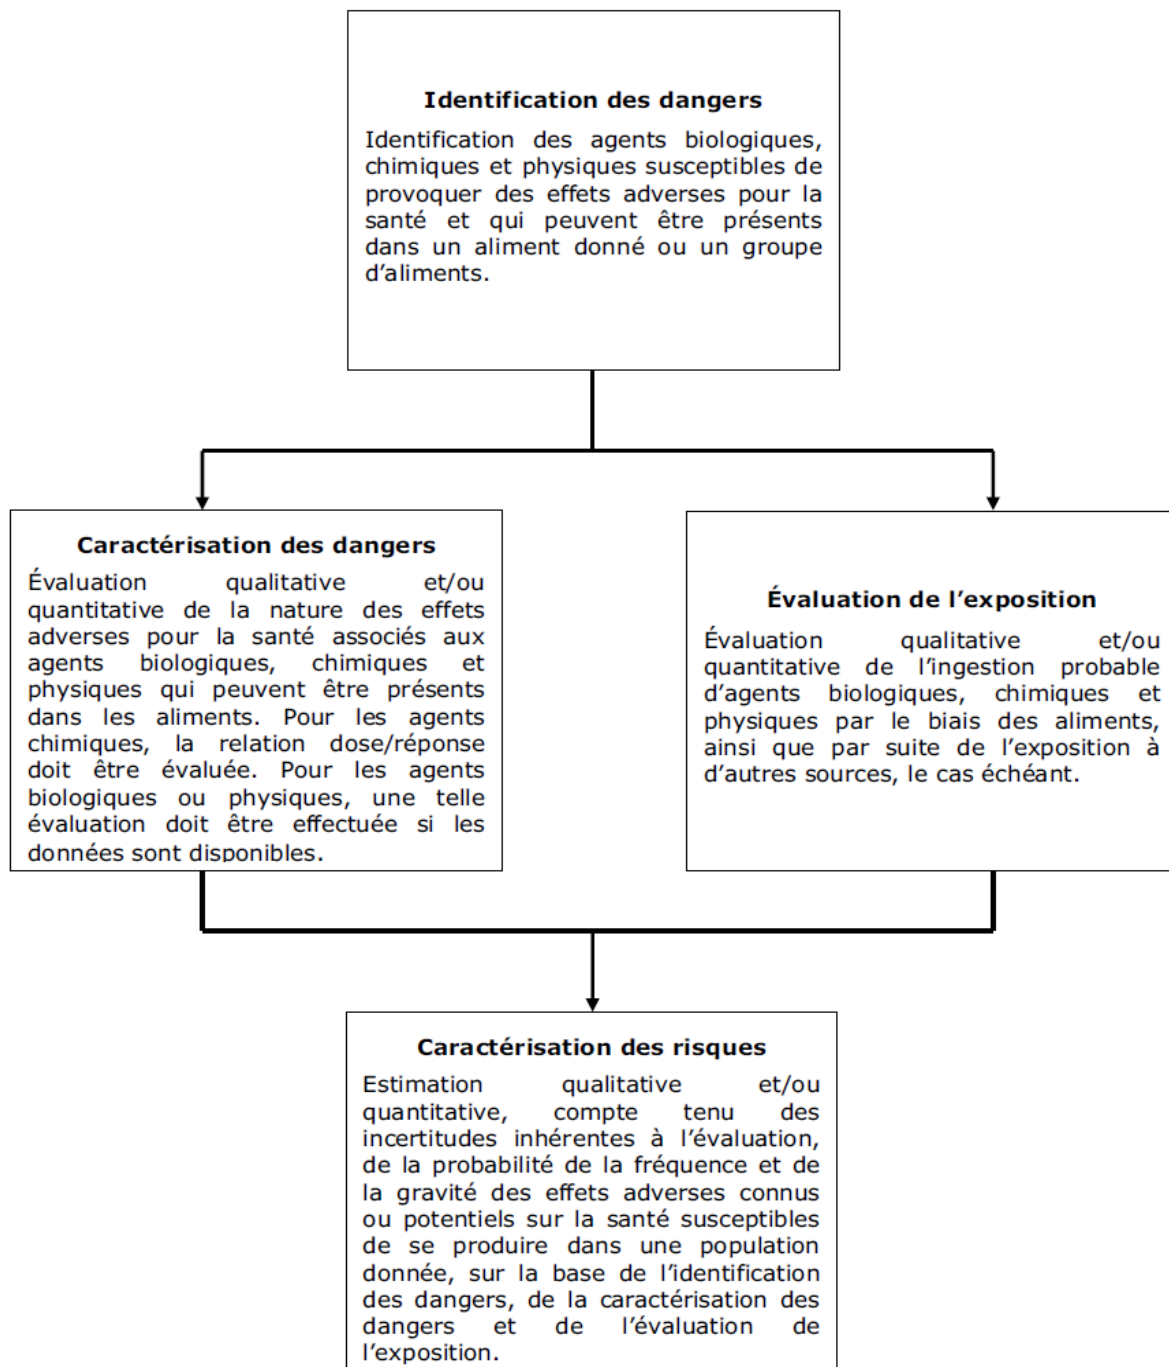 Identification des dangers
Identification des agents biologiques,
chimiques et physiques susceptibles de
provoquer des effets adverses pour la
santé et qui peuvent être présents
dans un aliment donné ou un groupe
d’aliments.
Caractérisation des dangers
Évaluation qualitative et/ou
quantitative de la nature des effets
adverses pour la santé associés aux
agents biologiques, chimiques et
physiques qui peuvent être présents
dans les aliments. Pour les agents
chimiques, la relation dose/réponse
doit être évaluée. Pour les agents
biologiques ou physiques, une telle
évaluation doit être effectuée si les
données sont disponibles.
Évaluation de l’exposition
Évaluation qualitative et/ou
quantitative de l’ingestion probable
d’agents biologiques, chimiques et
physiques par le biais des aliments,
ainsi que par suite de l’exposition à
d’autres sources, le cas échéant.
Caractérisation des risques
Estimation qualitative et/ou
quantitative, compte tenu des
incertitudes inhérentes à l’évaluation,
de la probabilité de la fréquence et de
la gravité des effets adverses connus
ou potentiels sur la santé susceptibles
de se produire dans une population
donnée, sur la base de l’identification
des dangers, de la caractérisation des
dangers et de l’évaluation de
l’exposition.